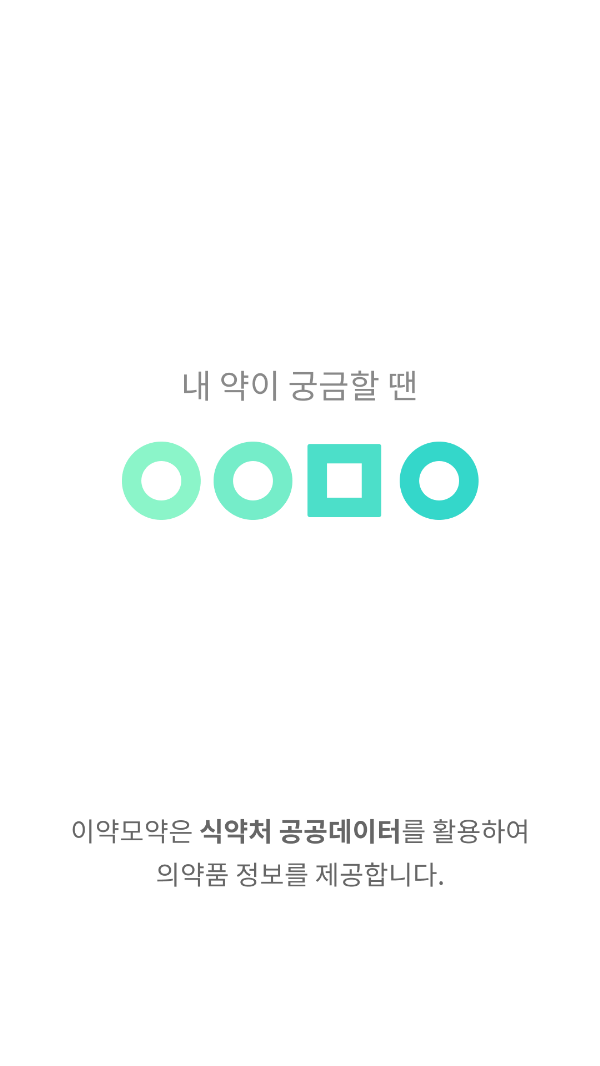 내 약이 궁금할 땐
ㅇㅇㅁㅇ
이약모약은 식약처 공공데이터를 활용하여
의약품 정보를 제공합니다.